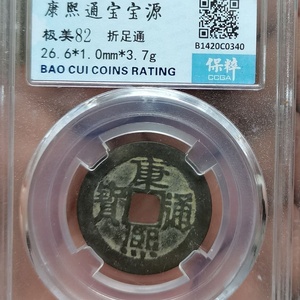 康熙通宝宝源
极美82 折足通
26.6*1.0mm*3.7g
BAO CUI COINS RATING
B1420C0340
保粹
CCGA
康熙通寶